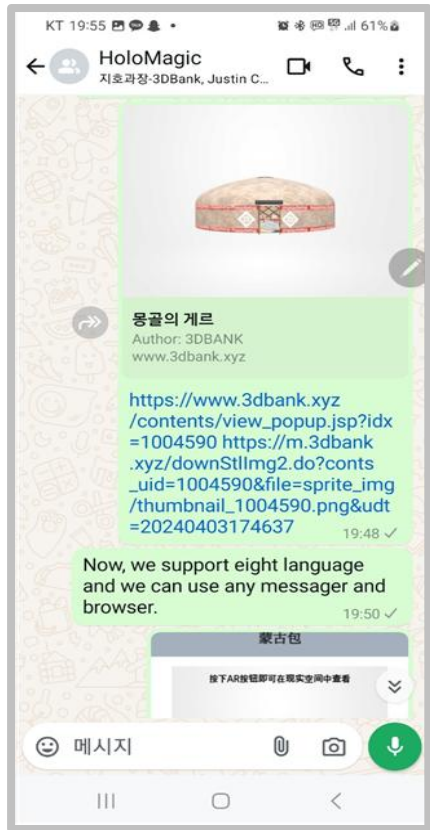 KT 19:55
61%
HoloMagic
지호과장-3DBank, Justin C...
몽골의 게르
Author: 3DBANK
www.3dbank.xyz
https://www.3dbank.xyz
/contents/view_popup.jsp?idx
=1004590 https://m.3dbank
.xyz/downStlImg2.do?conts
_uid=1004590&file=sprite_img
/thumbnail_1004590.png&udt
=20240403174637
19:48
Now, we support eight language
and we can use any messager and
browser.
19:50
蒙古包
按下AR按钮即可在现实空间中查看
메시지